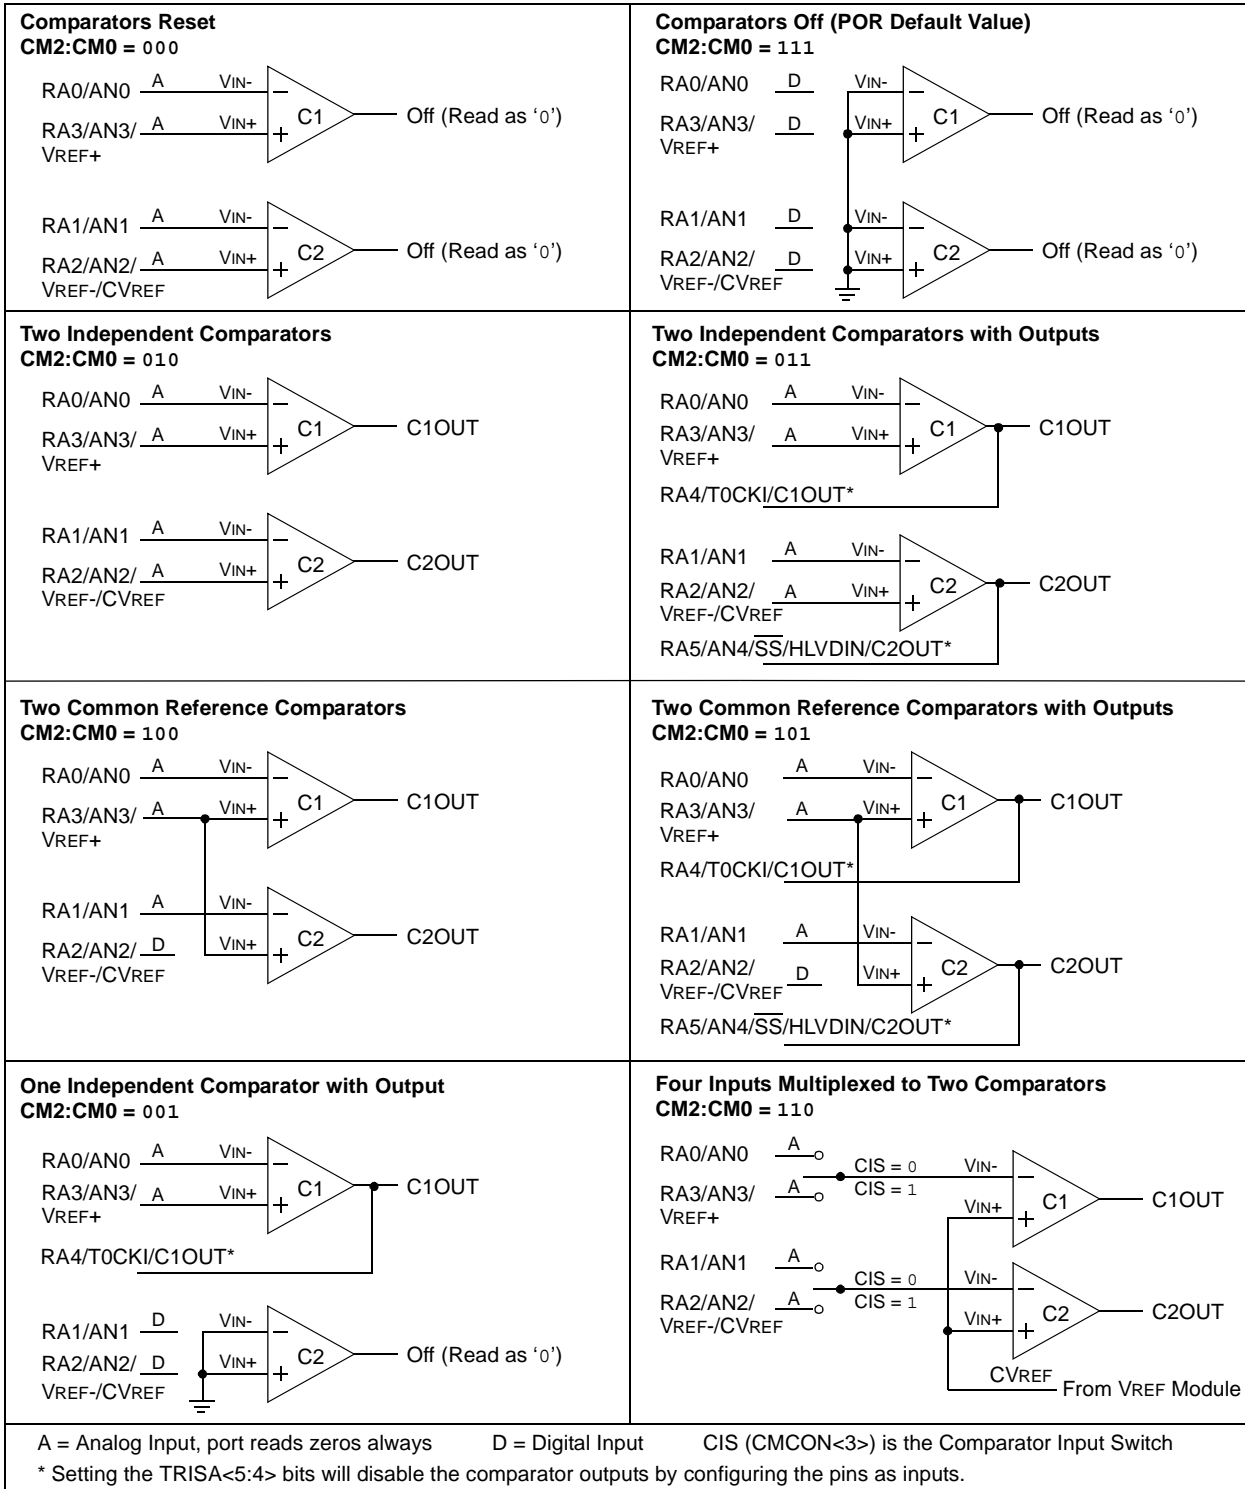 Comparators Reset
CM2:CM0 = 000
RA0/AN0 A VIN-
C1 Off (Read as ‘0’)
RA3/AN3/ A VIN+
VREF+
RA1/AN1 A VIN-
C2 Off (Read as ‘0’)
RA2/AN2/ A VIN+
VREF-/CVREF
Comparators Off (POR Default Value)
CM2:CM0 = 111
RA0/AN0 D VIN-
C1 Off (Read as ‘0’)
RA3/AN3/ D VIN+
VREF+
RA1/AN1 D VIN-
C2 Off (Read as ‘0’)
RA2/AN2/ D VIN+
VREF-/CVREF
Two Independent Comparators
CM2:CM0 = 010
RA0/AN0 A VIN-
C1 C1OUT
RA3/AN3/ A VIN+
VREF+
RA1/AN1 A VIN-
C2 C2OUT
RA2/AN2/ A VIN+
VREF-/CVREF
Two Independent Comparators with Outputs
CM2:CM0 = 011
RA0/AN0 A VIN-
C1 C1OUT
RA3/AN3/ A VIN+
VREF+
RA4/T0CKI/C1OUT*
RA1/AN1 A VIN-
C2 C2OUT
RA2/AN2/ A VIN+
VREF-/CVREF
RA5/AN4/SS/HLVDIN/C2OUT*
Two Common Reference Comparators
CM2:CM0 = 100
RA0/AN0 A VIN-
C1 C1OUT
RA3/AN3/ A VIN+
VREF+
RA1/AN1 A VIN-
C2 C2OUT
RA2/AN2/ D VIN+
VREF-/CVREF
Two Common Reference Comparators with Outputs
CM2:CM0 = 101
RA0/AN0 A VIN-
C1 C1OUT
RA3/AN3/ A VIN+
VREF+
RA4/T0CKI/C1OUT*
RA1/AN1 A VIN-
C2 C2OUT
RA2/AN2/ D VIN+
VREF-/CVREF
RA5/AN4/SS/HLVDIN/C2OUT*
One Independent Comparator with Output
CM2:CM0 = 001
RA0/AN0 A VIN-
C1 C1OUT
RA3/AN3/ A VIN+
VREF+
RA4/T0CKI/C1OUT*
RA1/AN1 D VIN-
C2 Off (Read as ‘0’)
RA2/AN2/ D VIN+
VREF-/CVREF
Four Inputs Multiplexed to Two Comparators
CM2:CM0 = 110
RA0/AN0 A CIS = 0 VIN-
RA3/AN3/ A CIS = 1 C1 C1OUT
VREF+ VIN+
RA1/AN1 A CIS = 0 VIN-
RA2/AN2/ A CIS = 1 C2 C2OUT
VREF-/CVREF VIN+
CVREF
From VREF Module
A = Analog Input, port reads zeros always D = Digital Input CIS (CMCON<3>) is the Comparator Input Switch
* Setting the TRISA<5:4> bits will disable the comparator outputs by configuring the pins as inputs.